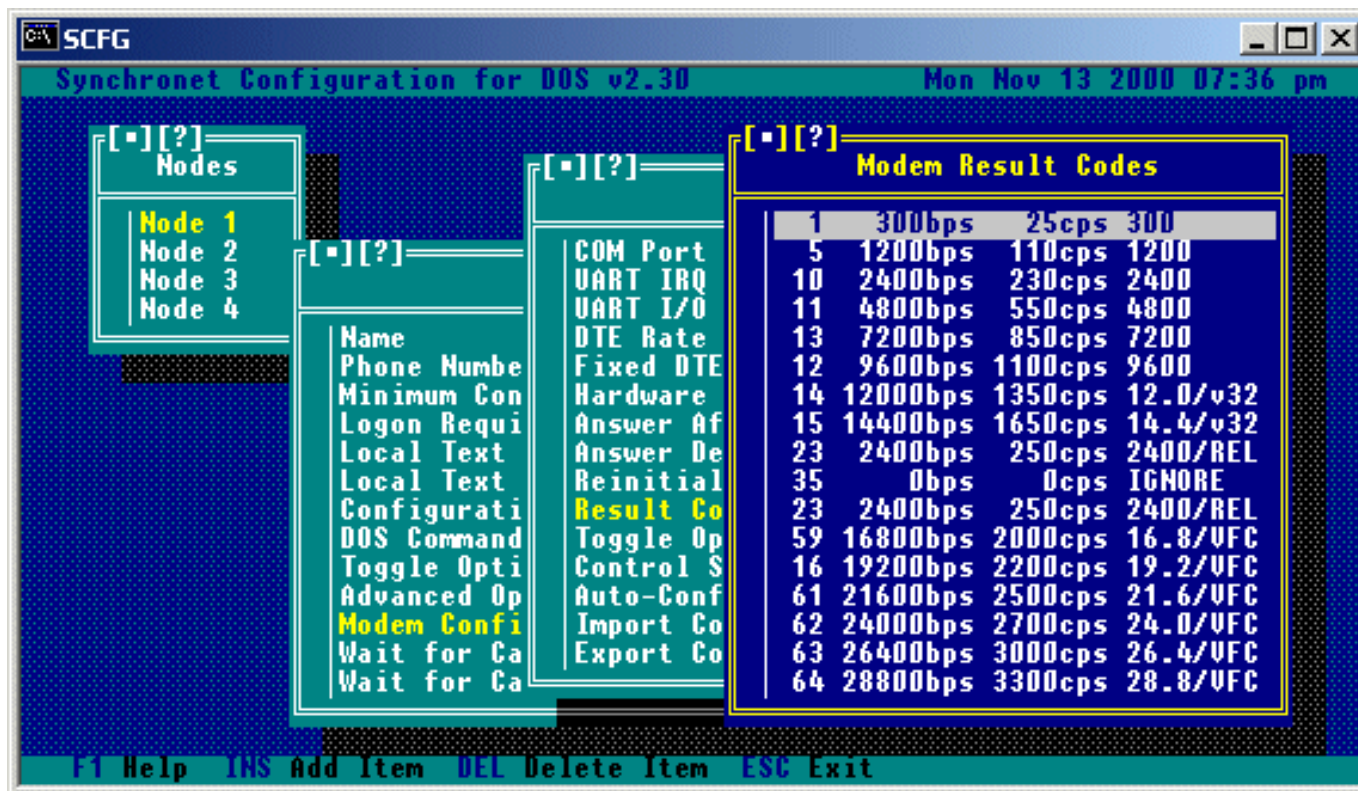 SCFG
Synchronet Configuration for DOS v2.30 Mon Nov 13 2000 07:36 pm
[▪][?]
Nodes
Node 1
Node 2
Node 3
Node 4
[▪][?]
Name
Phone Numbe
Minimum Con
Logon Requi
Local Text
Local Text
Configurati
DOS Command
Toggle Opti
Advanced Op
Modem Confi
Wait for Ca
Wait for Ca
[▪][?]
COM Port
UART IRQ
UART I/O
DTE Rate
Fixed DTE
Hardware
Answer Af
Answer De
Reinitial
Result Co
Toggle Op
Control S
Auto-Conf
Import Co
Export Co
[▪][?]
Modem Result Codes
1 300bps 25cps 300
5 1200bps 110cps 1200
10 2400bps 230cps 2400
11 4800bps 550cps 4800
13 7200bps 850cps 7200
12 9600bps 1100cps 9600
14 12000bps 1350cps 12.0/v32
15 14400bps 1650cps 14.4/v32
23 2400bps 250cps 2400/REL
35 0bps 0cps IGNORE
23 2400bps 250cps 2400/REL
59 16800bps 2000cps 16.8/VFC
16 19200bps 2200cps 19.2/VFC
61 21600bps 2500cps 21.6/VFC
62 24000bps 2700cps 24.0/VFC
63 26400bps 3000cps 26.4/VFC
64 28800bps 3300cps 28.8/VFC
F1 Help INS Add Item DEL Delete Item ESC Exit